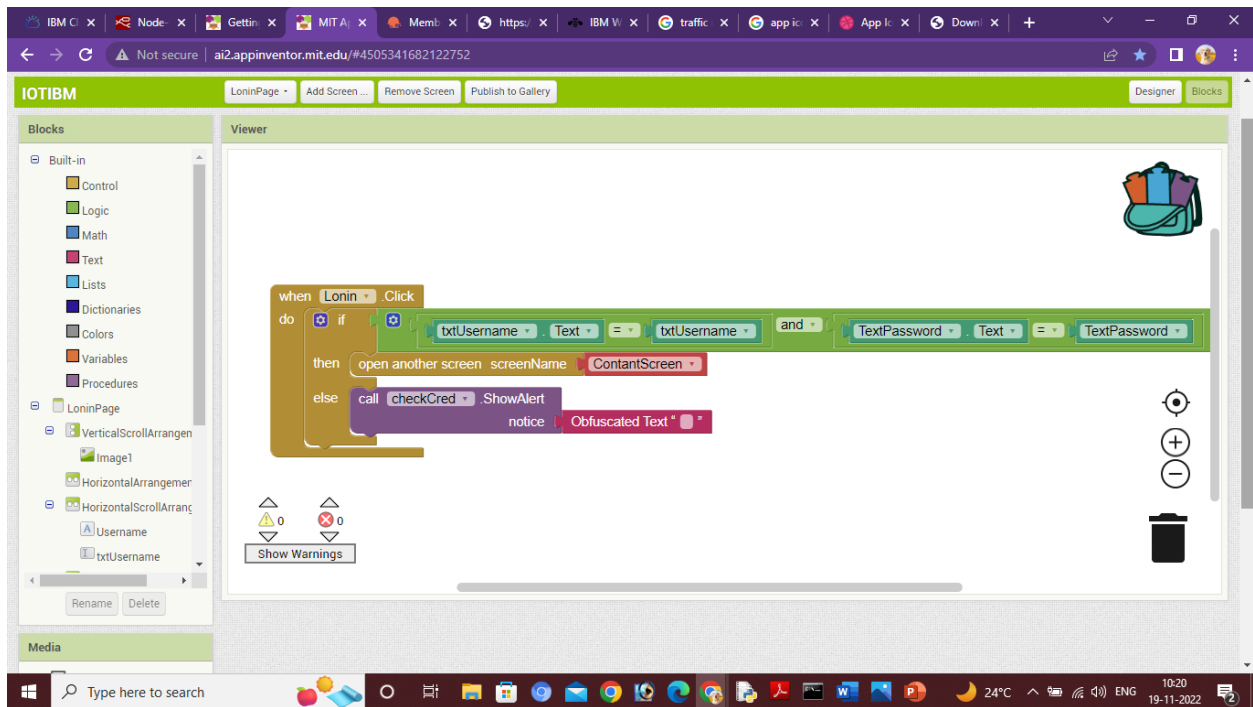 IBM Cl
Node-
Getting
MIT Ap
Memb
https:/
IBM W
traffic
app ico
App Ic
Downl
Not secure
ai2.appinventor.mit.edu/#4505341682122752
IOTIBM
LoninPage
Add Screen ...
Remove Screen
Publish to Gallery
Designer
Blocks
Blocks
Viewer
Built-in
Control
Logic
Math
Text
Lists
Dictionaries
Colors
Variables
Procedures
LoninPage
VerticalScrollArrangen
Image1
HorizontalArrangemer
HorizontalScrollArrang
Username
txtUsername
Rename
Delete
Media
when Lonin .Click
do if txtUsername . Text = txtUsername and TextPassword . Text = TextPassword
then open another screen screenName ContantScreen
else call checkCred .ShowAlert
notice Obfuscated Text “ ”
0 0
Show Warnings
Type here to search
24°C
ENG
10:20
19-11-2022
2